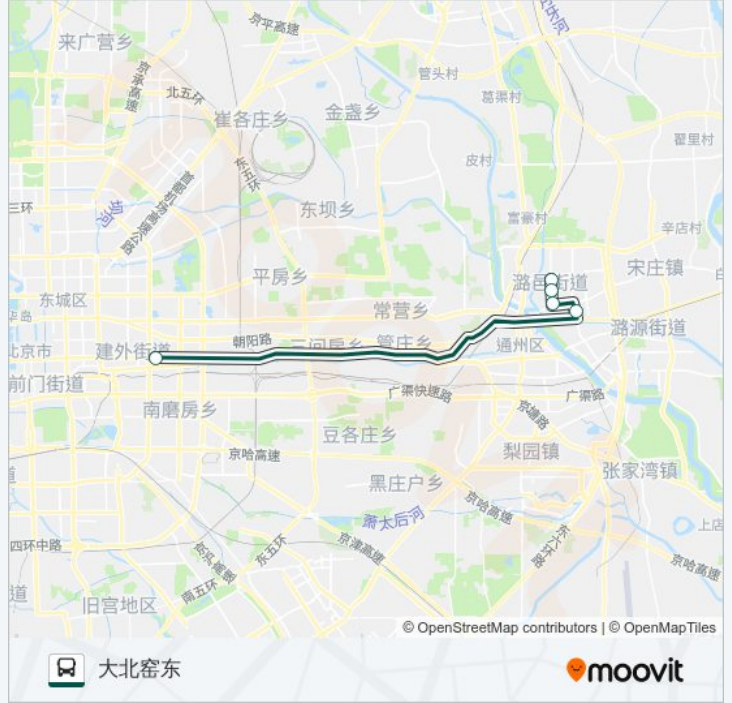 来广营乡
京平高速
京承高速
北五环
管头村
葛渠村
崔各庄乡
金盏乡
翟里村
皮村
东五环
首都机场高速公路
三环
坝河
东坝乡
富豪村
辛店村
平房乡
潞邑街道
宋庄镇
东城区
常营乡
潞源街道
朝阳路
北京市
建外街道
三间房乡
管庄乡
通州区
前门街道
广渠快速路
广渠路
南磨房乡
京塘路
豆各庄乡
梨园镇
京哈高速
张家湾镇
黑庄户乡
京哈高速
道
萧太后河
上店
四环中路
京沪高速
东五环
京津高速
东六环路
京哈高速
南五环
道
旧宫地区
© OpenStreetMap contributors | © OpenMapTiles
大北窑东
moovit